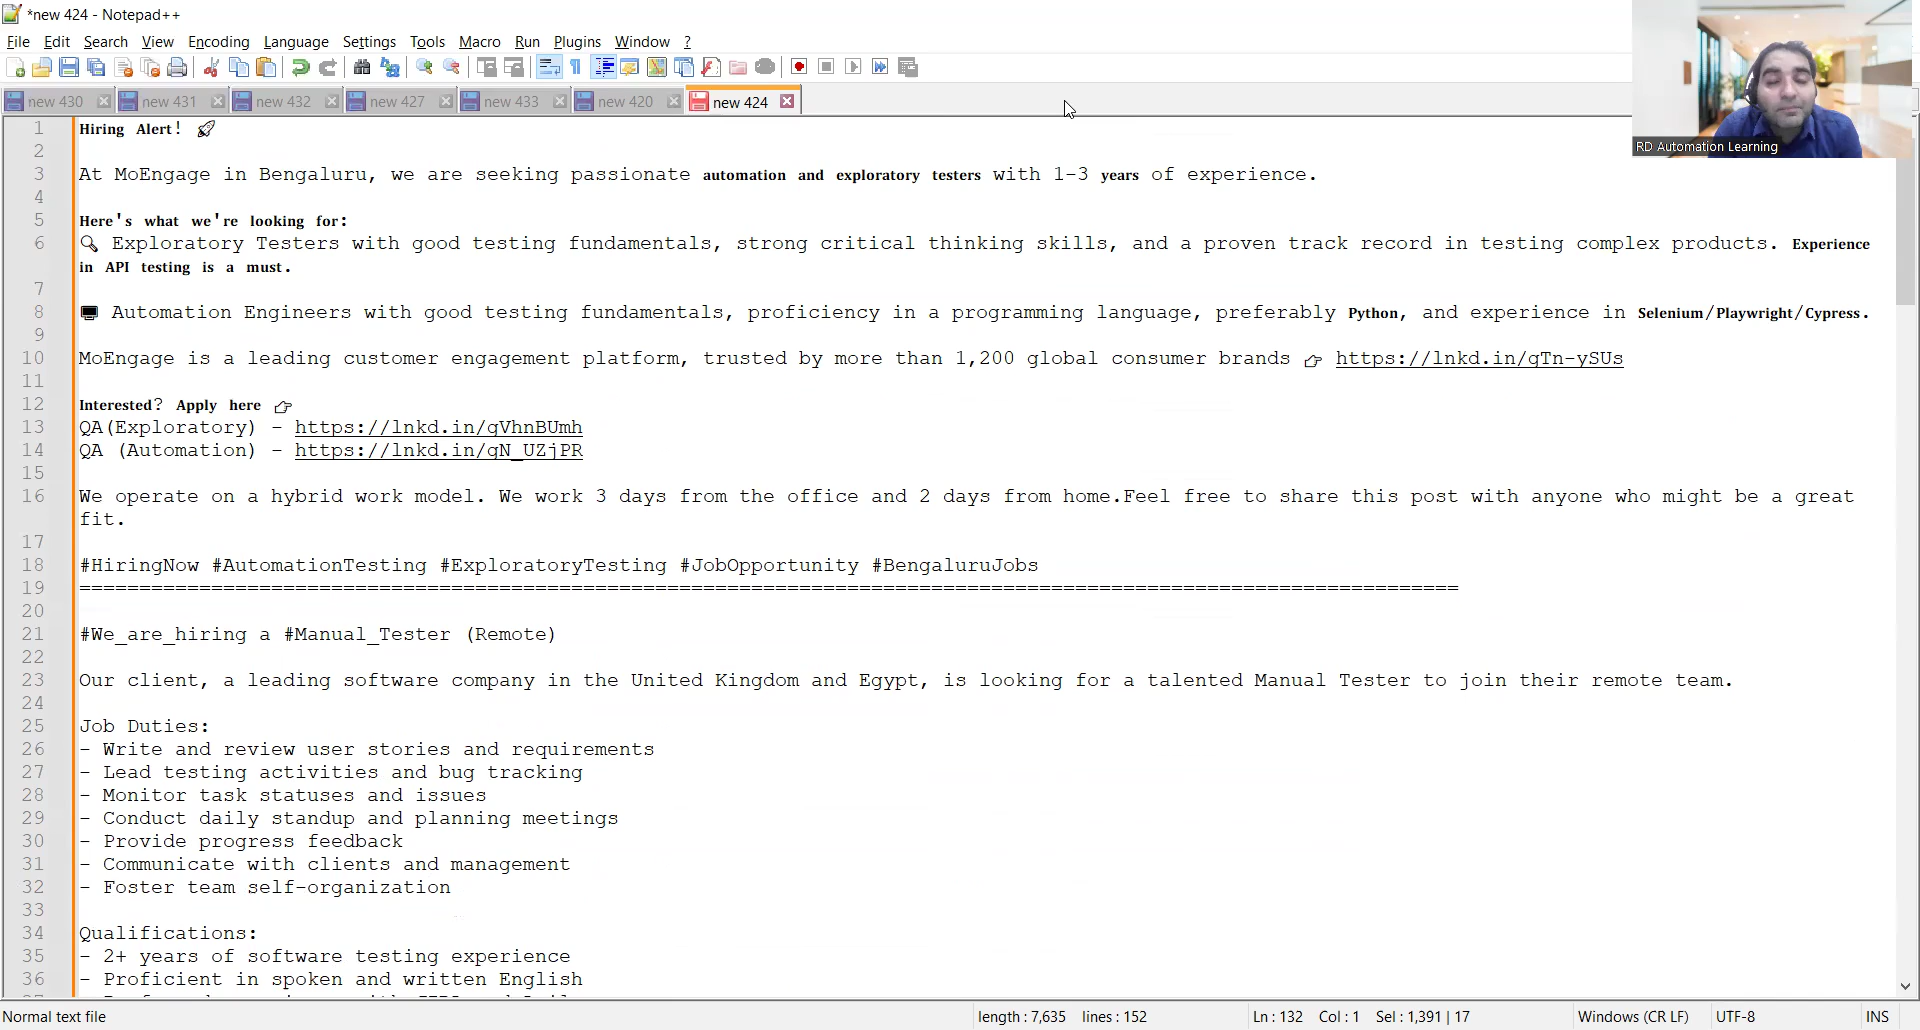 *new 424 - Notepad++
File Edit Search View Encoding Language Settings Tools Macro Run Plugins Window ?
new 430 new 431 new 432 new 427 new 433 new 420 new 424
RD Automation Learning
1 Hiring Alert! 🚀
2
3 At MoEngage in Bengaluru, we are seeking passionate automation and exploratory testers with 1-3 years of experience.
4
5 Here's what we're looking for:
6 🔍 Exploratory Testers with good testing fundamentals, strong critical thinking skills, and a proven track record in testing complex products. Experience
in API testing is a must.
7
8 🖥 Automation Engineers with good testing fundamentals, proficiency in a programming language, preferably Python, and experience in Selenium/Playwright/Cypress.
9
10 MoEngage is a leading customer engagement platform, trusted by more than 1,200 global consumer brands 👉 https://lnkd.in/gTn-ySUs
11
12 Interested? Apply here 👉
13 QA(Exploratory) - https://lnkd.in/gVhnBUmh
14 QA (Automation) - https://lnkd.in/gN_UZjPR
15
16 We operate on a hybrid work model. We work 3 days from the office and 2 days from home.Feel free to share this post with anyone who might be a great
fit.
17
18 #HiringNow #AutomationTesting #ExploratoryTesting #JobOpportunity #BengaluruJobs
19 ===================================================================================================================
20
21 #We_are_hiring a #Manual_Tester (Remote)
22
23 Our client, a leading software company in the United Kingdom and Egypt, is looking for a talented Manual Tester to join their remote team.
24
25 Job Duties:
26 - Write and review user stories and requirements
27 - Lead testing activities and bug tracking
28 - Monitor task statuses and issues
29 - Conduct daily standup and planning meetings
30 - Provide progress feedback
31 - Communicate with clients and management
32 - Foster team self-organization
33
34 Qualifications:
35 - 2+ years of software testing experience
36 - Proficient in spoken and written English
Normal text file length : 7,635 lines : 152 Ln : 132 Col : 1 Sel : 1,391 | 17 Windows (CR LF) UTF-8 INS